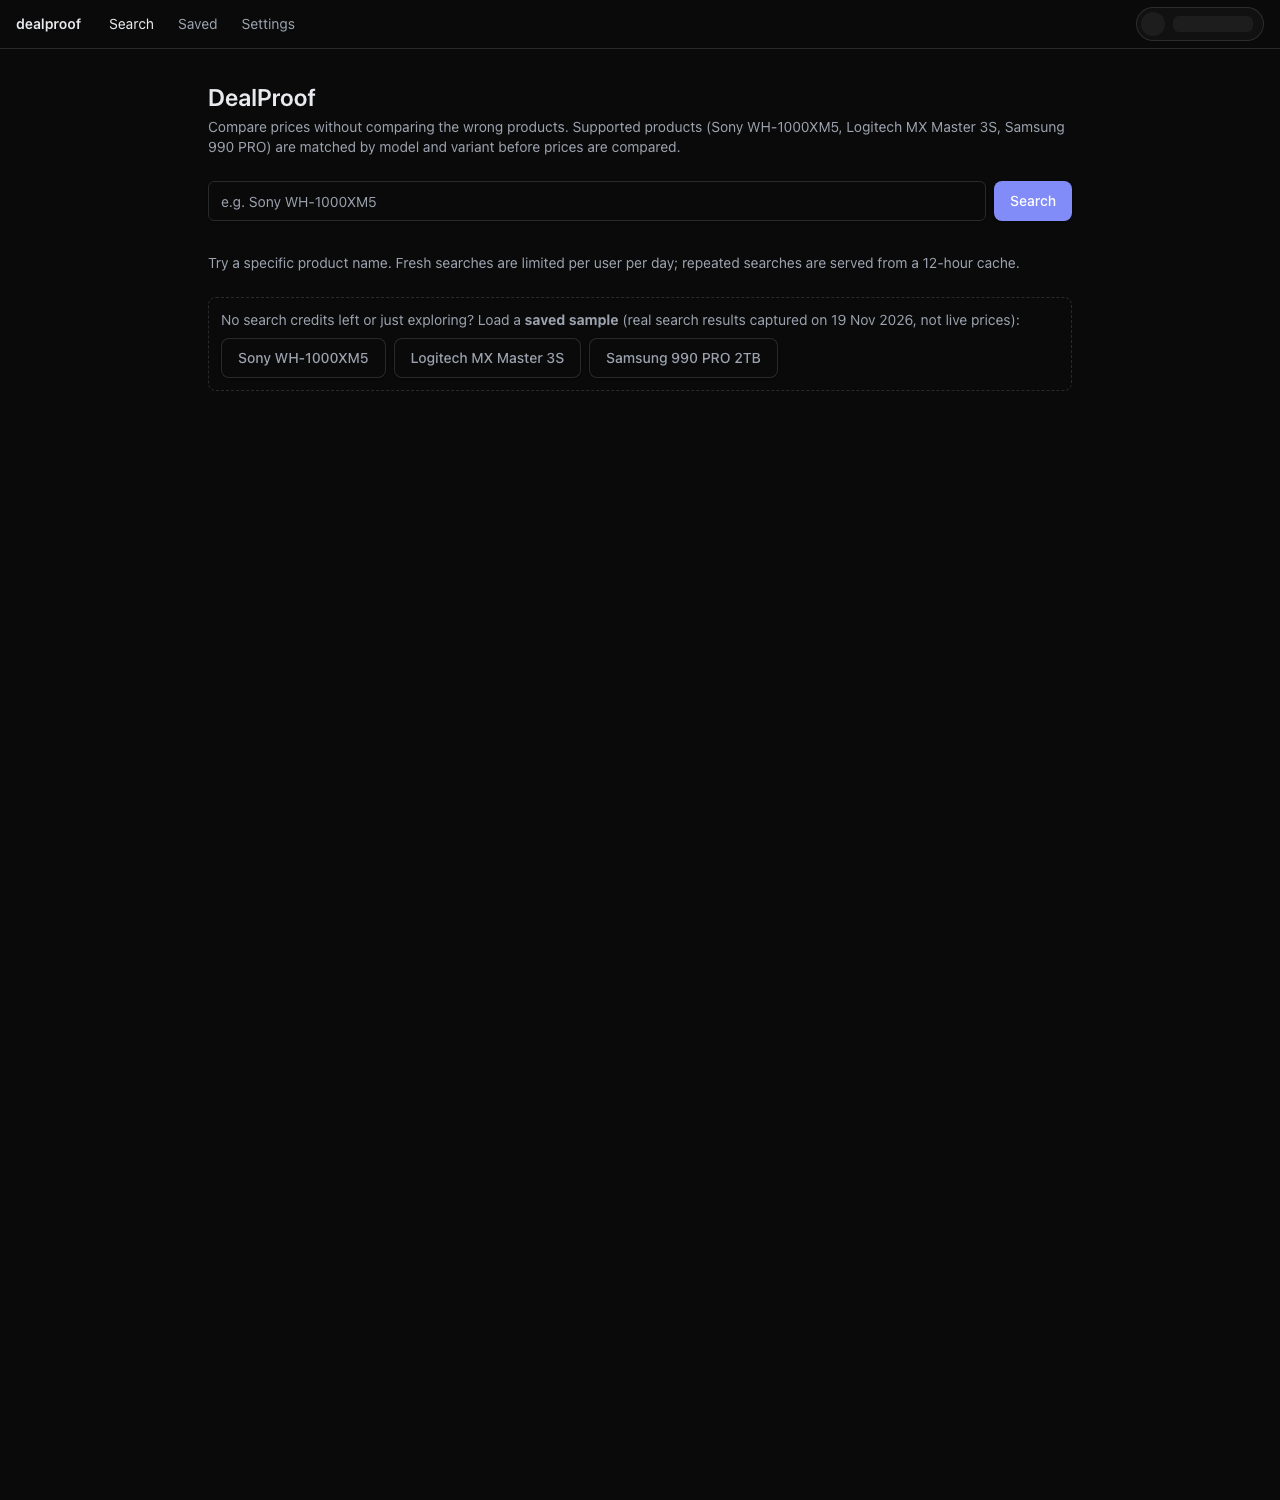 dealproof Search Saved Settings
DealProof
Compare prices without comparing the wrong products. Supported products (Sony WH-1000XM5, Logitech MX Master 3S, Samsung
990 PRO) are matched by model and variant before prices are compared.
e.g. Sony WH-1000XM5 Search
Try a specific product name. Fresh searches are limited per user per day; repeated searches are served from a 12-hour cache.
No search credits left or just exploring? Load a saved sample (real search results captured on 19 Nov 2026, not live prices):
Sony WH-1000XM5 Logitech MX Master 3S Samsung 990 PRO 2TB